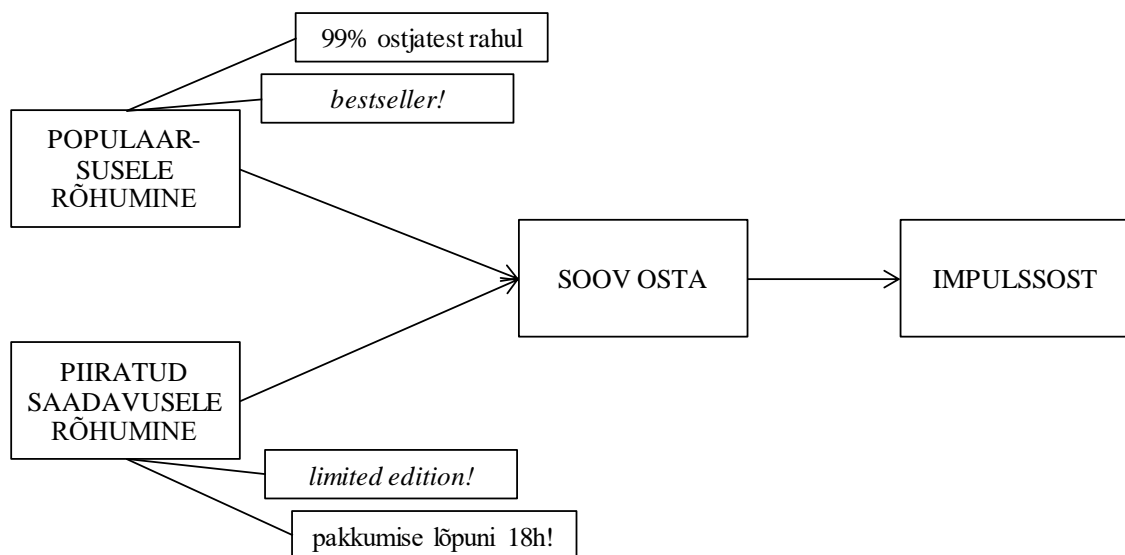 99% ostjatest rahul
bestseller!
POPULAAR-
SUSELE
RÕHUMINE
SOOV OSTA
IMPULSSOST
PIIRATUD
SAADAVUSELE
RÕHUMINE
limited edition!
pakkumise lõpuni 18h!